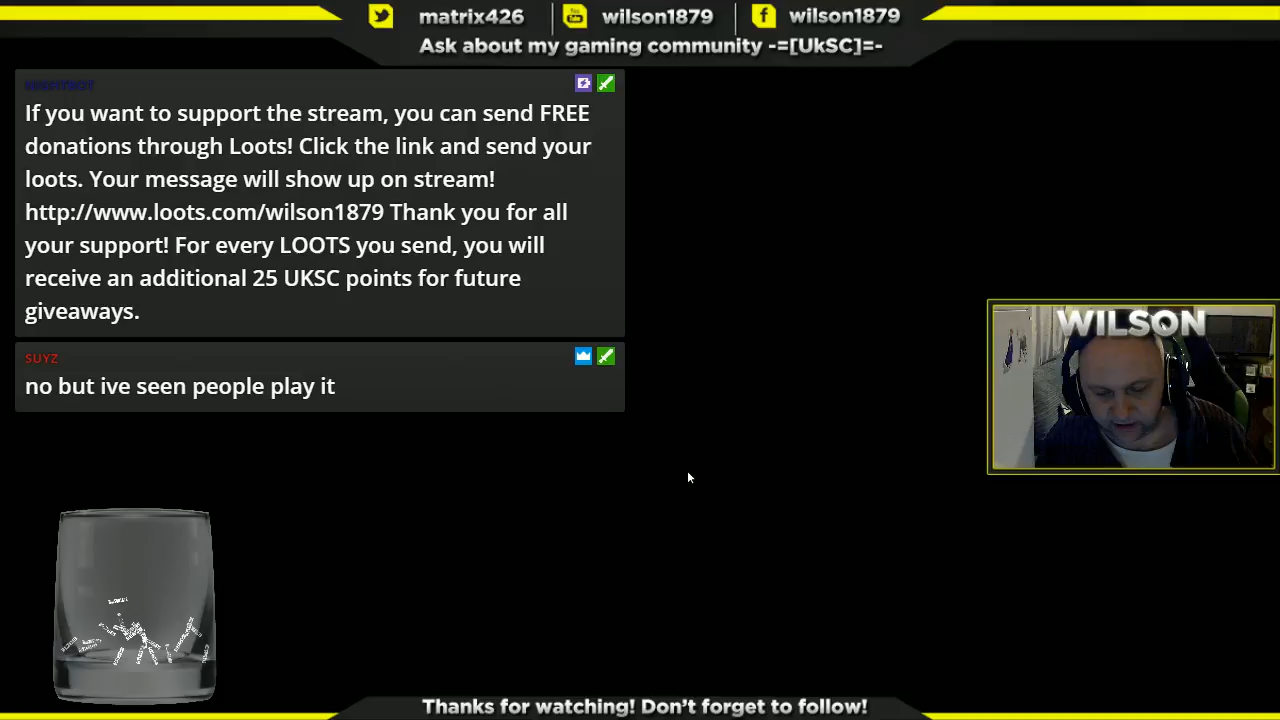 matrix426 wilson1879 wilson1879
Ask about my gaming community -=[UkSC]=-
If you want to support the stream, you can send FREE
donations through Loots! Click the link and send your
loots. Your message will show up on stream!
http://www.loots.com/wilson1879 Thank you for all
your support! For every LOOTS you send, you will
receive an additional 25 UKSC points for future
giveaways.
SUYZ
no but ive seen people play it
WILSON
Thanks for watching! Don't forget to follow!